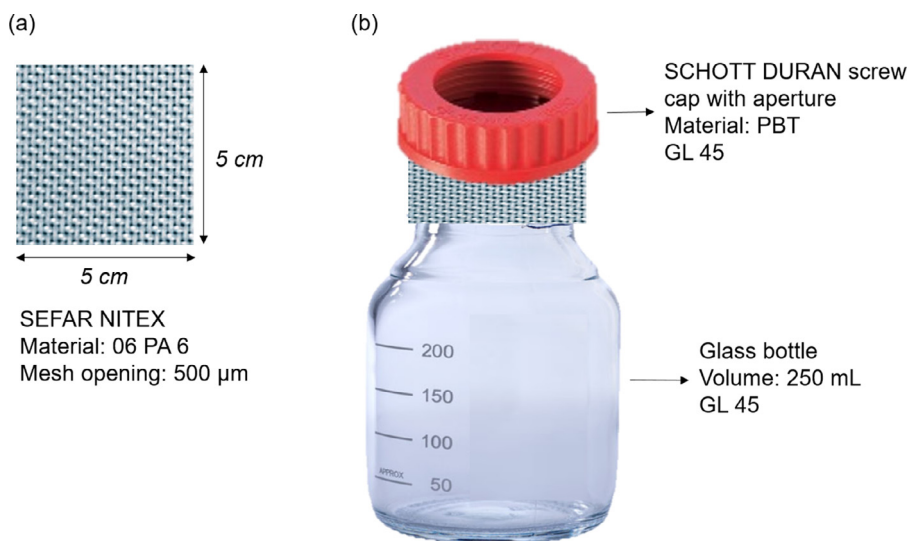 (a)
5 cm
5 cm
SEFAR NITEX
Material: 06 PA 6
Mesh opening: 500 µm
(b)
SCHOTT DURAN screw
cap with aperture
Material: PBT
GL 45
200
150
100
APPROX
50
Glass bottle
Volume: 250 mL
GL 45